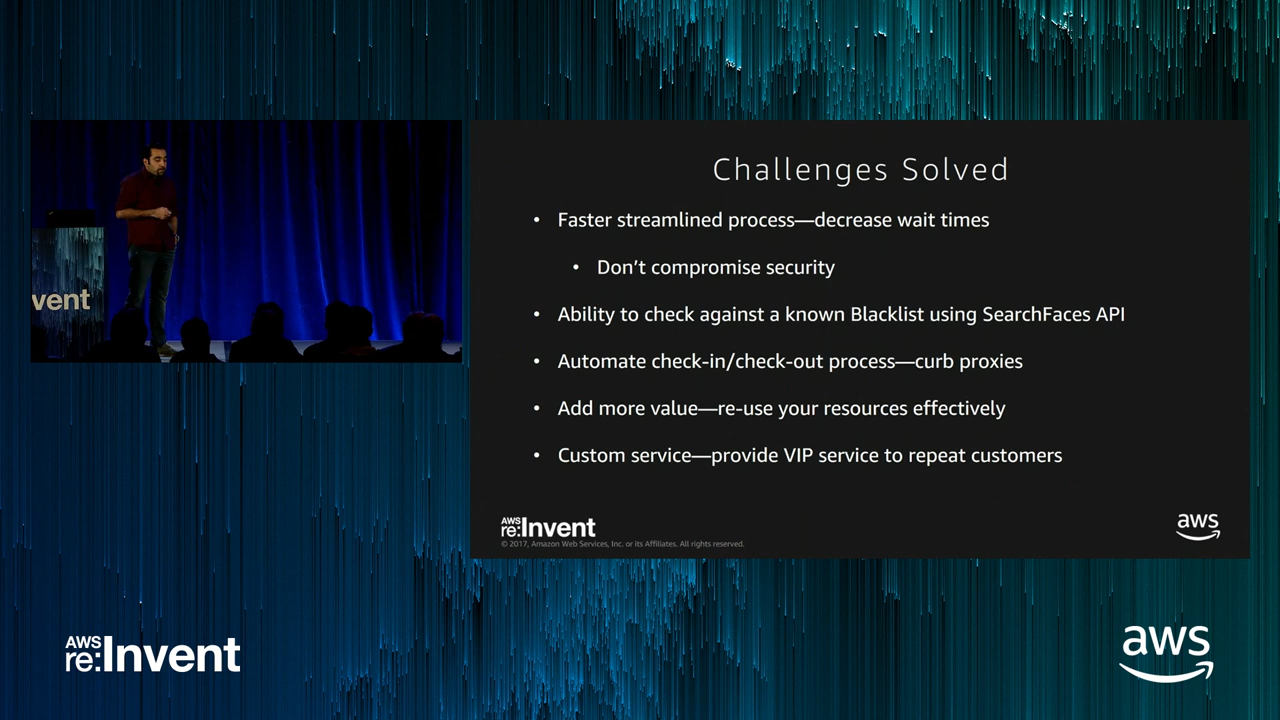 vent
Challenges Solved
• Faster streamlined process—decrease wait times
• Don’t compromise security
• Ability to check against a known Blacklist using SearchFaces API
• Automate check-in/check-out process—curb proxies
• Add more value—re-use your resources effectively
• Custom service—provide VIP service to repeat customers
AWS
re:Invent
© 2017, Amazon Web Services, Inc. or its Affiliates. All rights reserved.
aws
AWS
re:Invent
aws